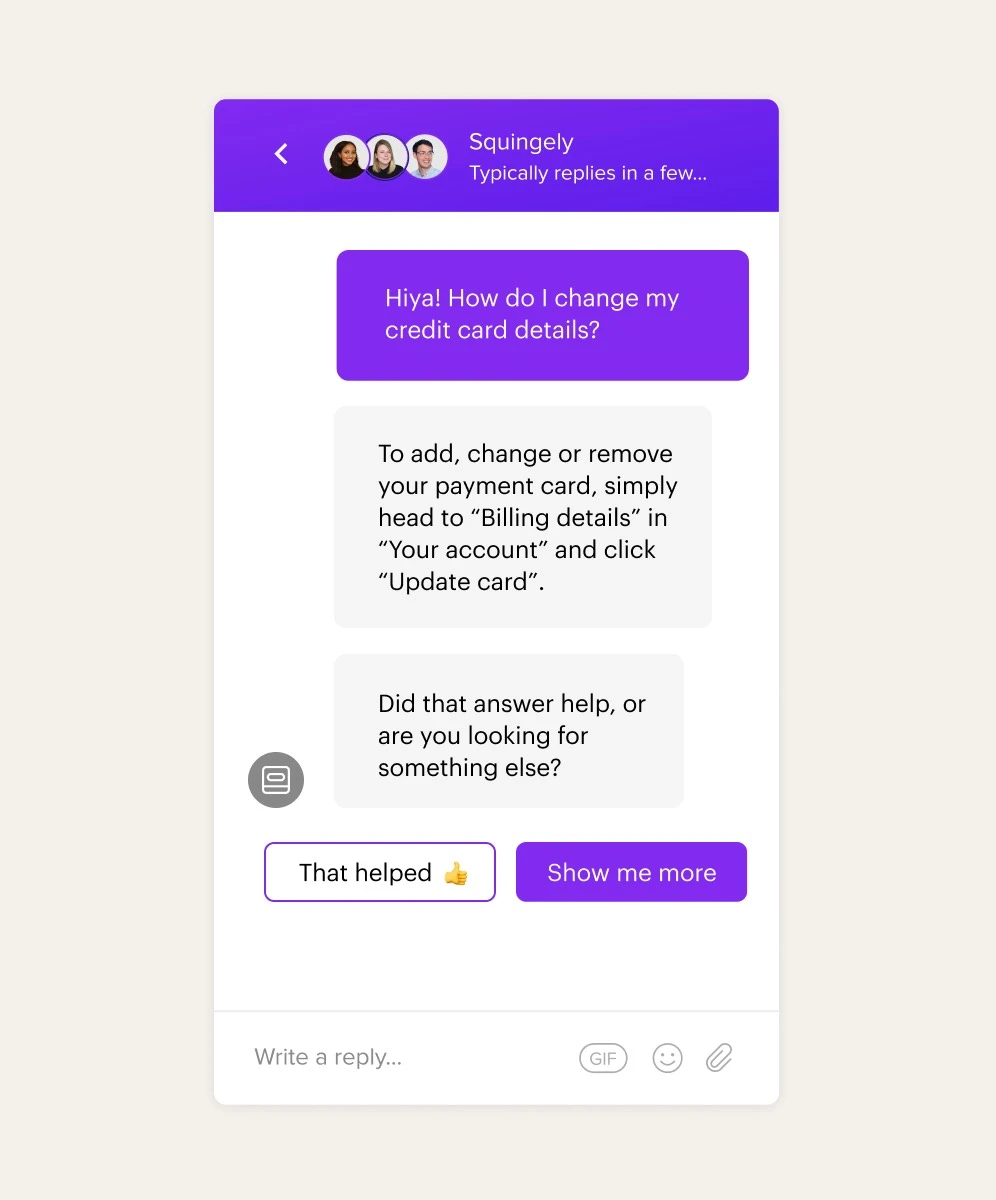 Squingely
Typically replies in a few...
Hiya! How do I change my
credit card details?
To add, change or remove
your payment card, simply
head to “Billing details” in
“Your account” and click
“Update card”.
Did that answer help, or
are you looking for
something else?
That helped 👍
Show me more
Write a reply...
GIF